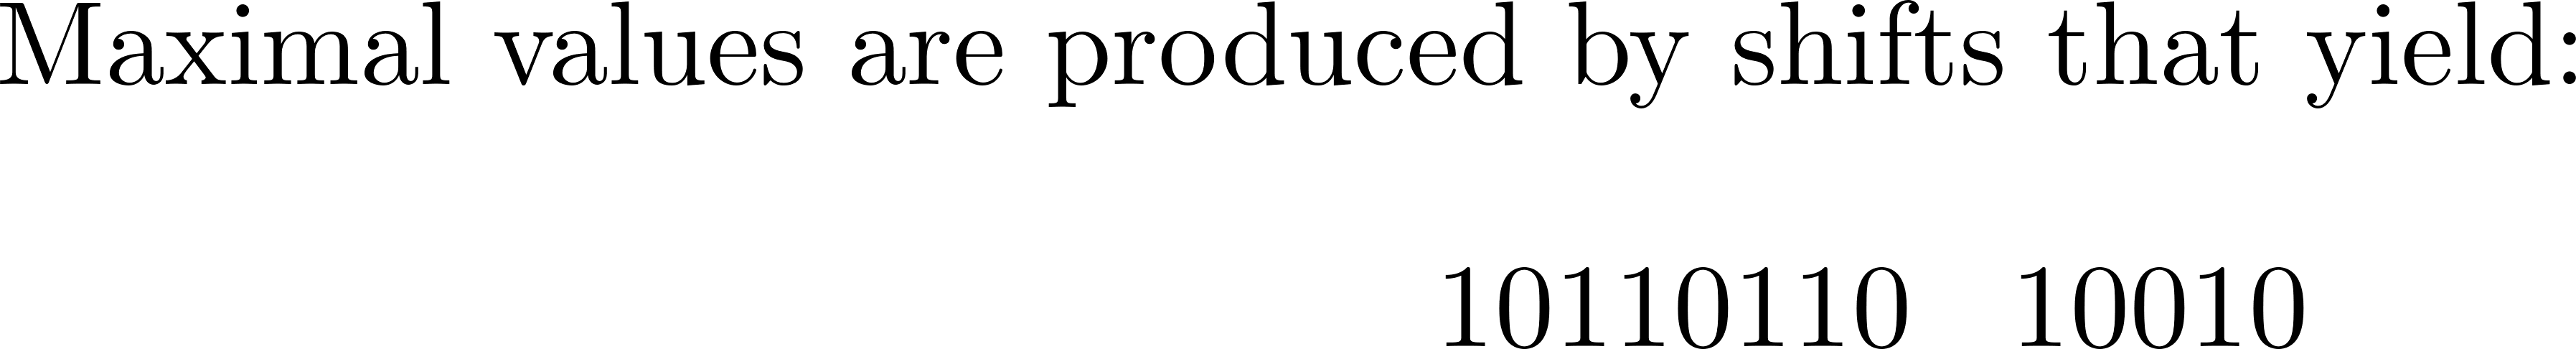 Maximal values are produced by shifts that yield:
10110110 10010